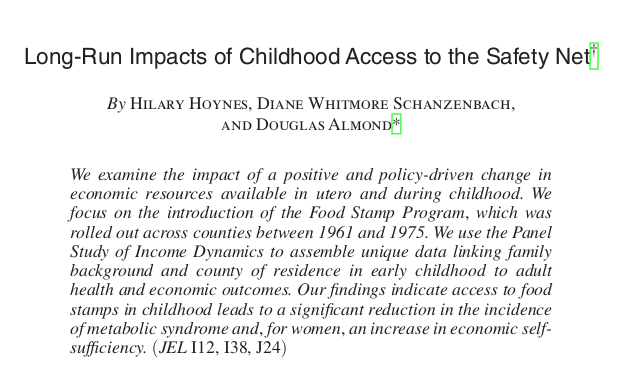 Long-Run Impacts of Childhood Access to the Safety Net†
By Hilary Hoynes, Diane Whitmore Schanzenbach,
and Douglas Almond*
We examine the impact of a positive and policy-driven change in
economic resources available in utero and during childhood. We
focus on the introduction of the Food Stamp Program, which was
rolled out across counties between 1961 and 1975. We use the Panel
Study of Income Dynamics to assemble unique data linking family
background and county of residence in early childhood to adult
health and economic outcomes. Our findings indicate access to food
stamps in childhood leads to a significant reduction in the incidence
of metabolic syndrome and, for women, an increase in economic self-
sufficiency. (JEL I12, I38, J24)